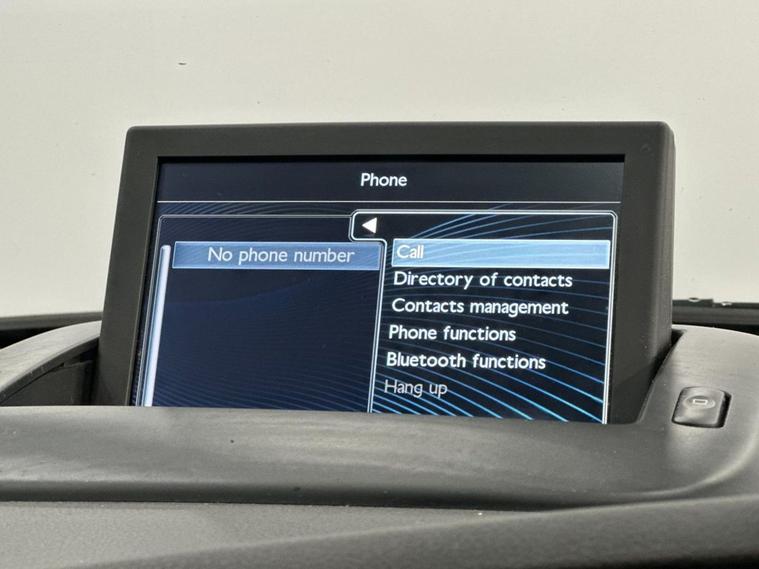 Phone
No phone number
Call
Directory of contacts
Contacts management
Phone functions
Bluetooth functions
Hang up